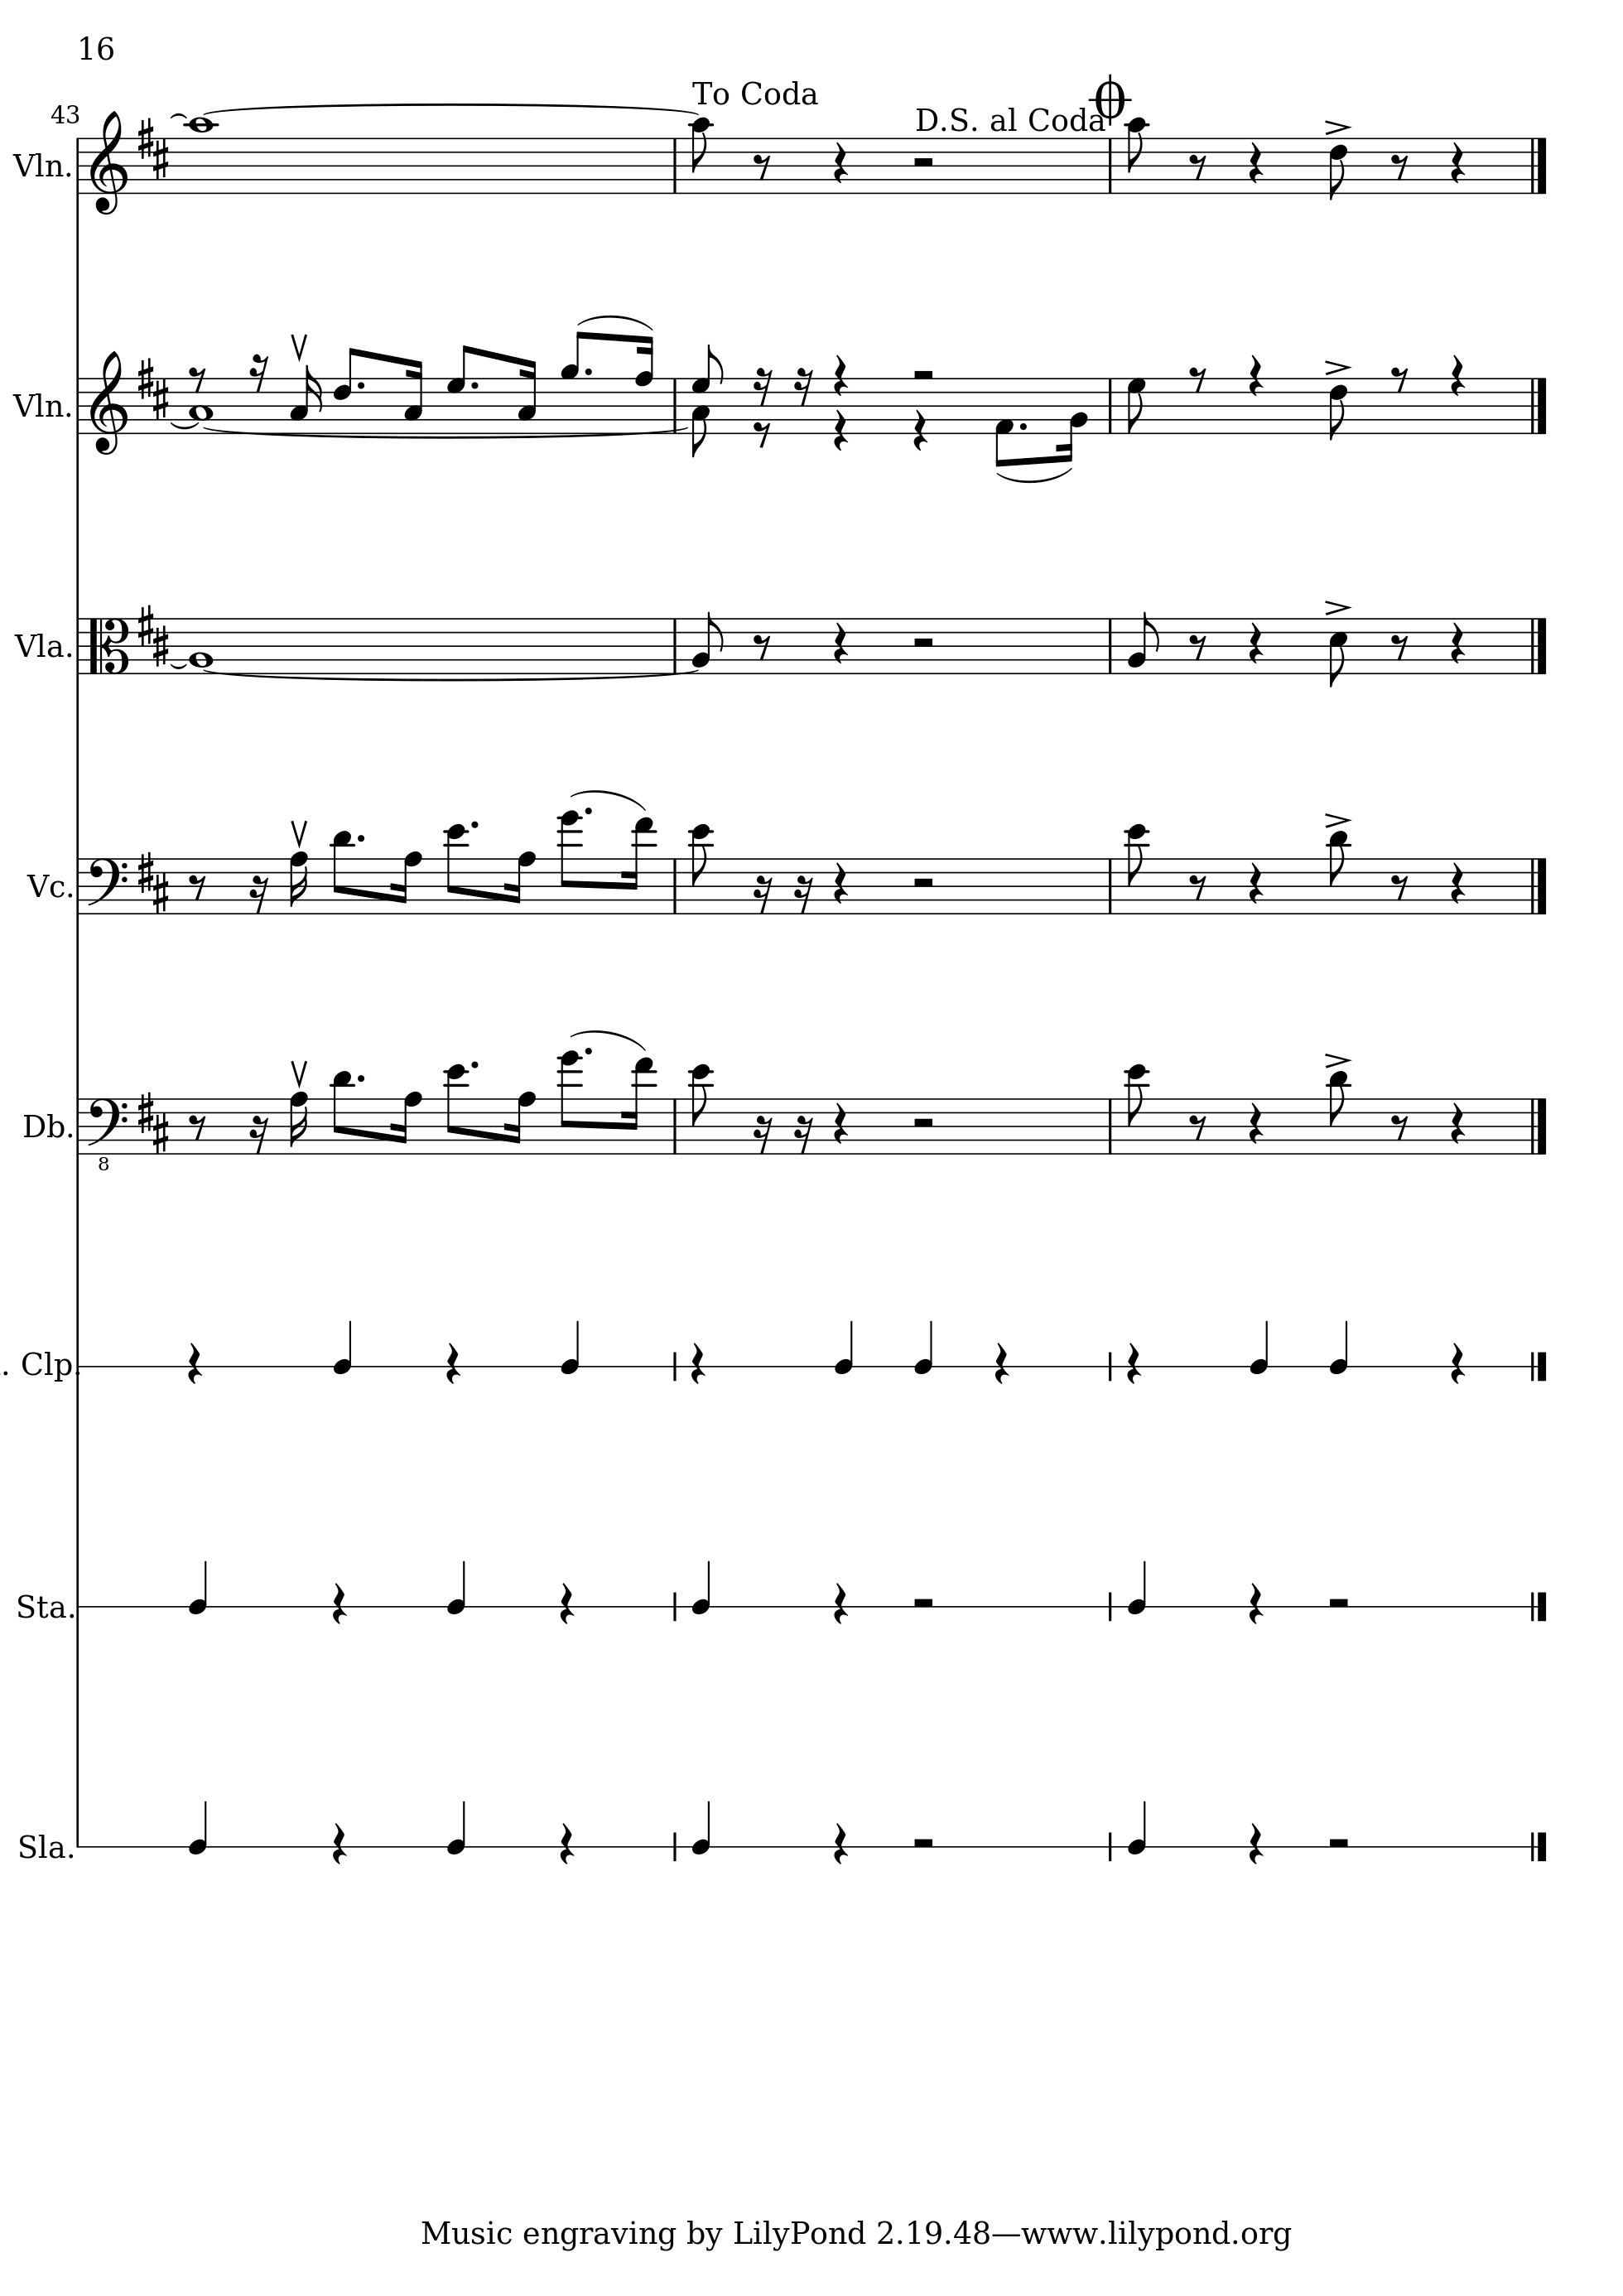 16
To Coda
43
D.S. al Coda
Vln.
Vln.
Vla.
Vc.
Db.
8
. Clp.
Sta.
Sla.
Music engraving by LilyPond 2.19.48—www.lilypond.org